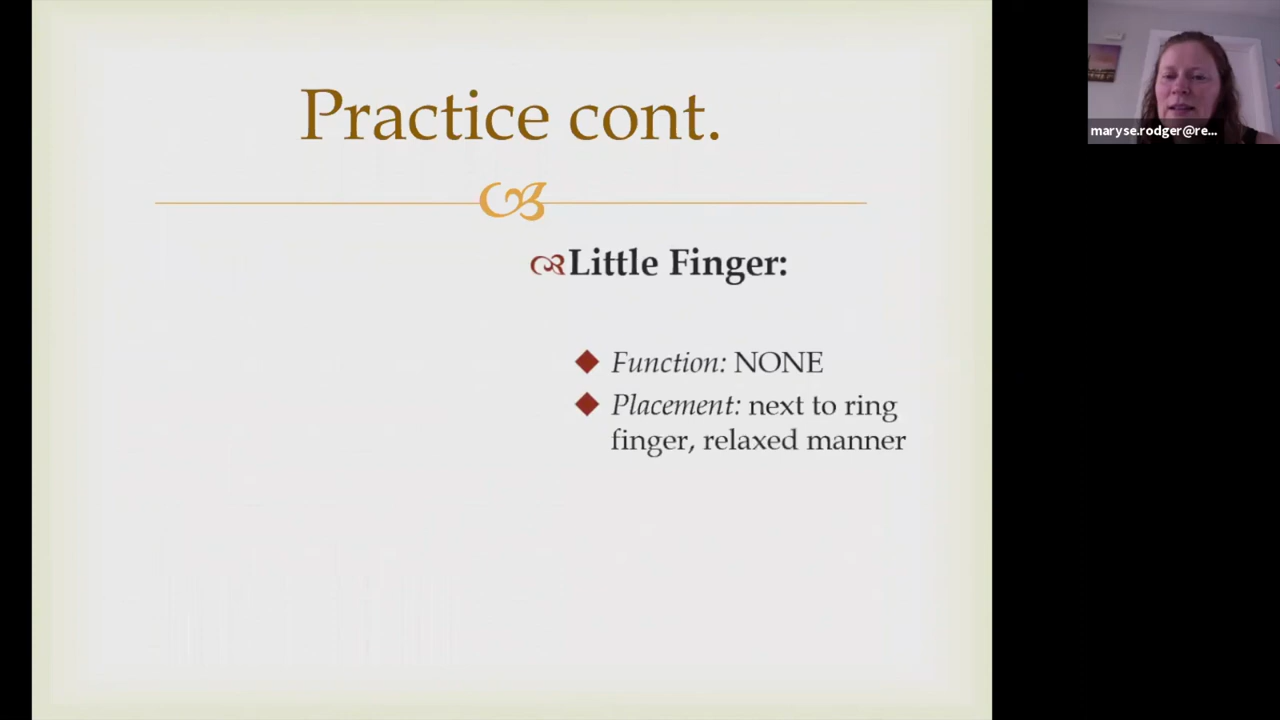 Practice cont.
Little Finger:
Function: NONE
Placement: next to ring
finger, relaxed manner
maryse.rodger@re...